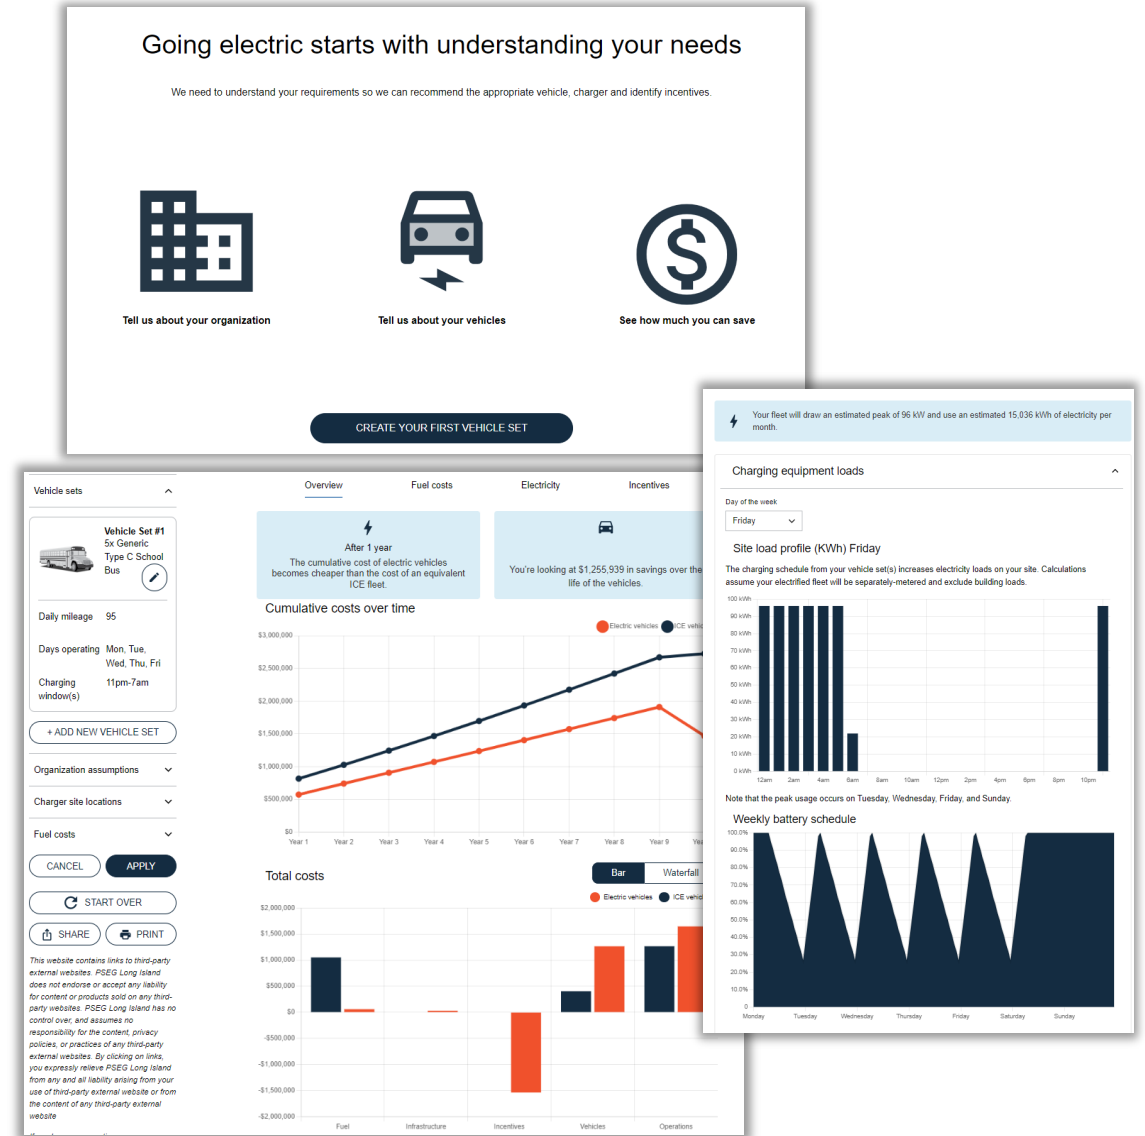 Going electric starts with understanding your needs
We need to understand your requirements so we can recommend the appropriate vehicle, charger and identify incentives.
Tell us about your organization
Tell us about your vehicles
See how much you can save
CREATE YOUR FIRST VEHICLE SET
Vehicle sets
Vehicle Set #1
5x Generic
Type C School
Bus
Daily mileage 95
Days operating Mon, Tue,
Wed, Thu, Fri
Charging 11pm-7am
window(s)
+ ADD NEW VEHICLE SET
Organization assumptions
Charger site locations
Fuel costs
CANCEL APPLY
START OVER
SHARE PRINT
This website contains links to third-party
external websites. PSEG Long Island
does not endorse or accept any liability
for content or products sold on any third-
party websites. PSEG Long Island has no
control over, and assumes no
responsibility for the content, privacy
policies, or practices of any third-party
external websites. By clicking on links,
you expressly relieve PSEG Long Island
from any and all liability arising from your
use of third-party external website or from
the content of any third-party external
website
Overview Fuel costs Electricity Incentives
After 1 year
The cumulative cost of electric vehicles
becomes cheaper than the cost of an equivalent
ICE fleet.
You're looking at $1,255,939 in savings over the
life of the vehicles.
Cumulative costs over time
Electric vehicles ICE vehic
$3,000,000
$2,500,000
$2,000,000
$1,500,000
$1,000,000
$500,000
$0
Year 1 Year 2 Year 3 Year 4 Year 5 Year 6 Year 7 Year 8 Year 9 Yea
Total costs
Bar Waterfall
Electric vehicles ICE vehic
$2,000,000
$1,500,000
$1,000,000
$500,000
$0
-$500,000
-$1,000,000
-$1,500,000
-$2,000,000
Fuel Infrastructure Incentives Vehicles Operations
Your fleet will draw an estimated peak of 96 kW and use an estimated 15,036 kWh of electricity per
month.
Charging equipment loads
Day of the week
Friday
Site load profile (KWh) Friday
The charging schedule from your vehicle set(s) increases electricity loads on your site. Calculations
assume your electrified fleet will be separately-metered and exclude building loads.
100 kWh
90 kWh
80 kWh
70 kWh
60 kWh
50 kWh
40 kWh
30 kWh
20 kWh
10 kWh
0 kWh
12am 2am 4am 6am 8am 10am 12pm 2pm 4pm 6pm 8pm 10pm
Note that the peak usage occurs on Tuesday, Wednesday, Friday, and Sunday.
Weekly battery schedule
100.0%
90.0%
80.0%
70.0%
60.0%
50.0%
40.0%
30.0%
20.0%
10.0%
0
Monday Tuesday Wednesday Thursday Friday Saturday Sunday